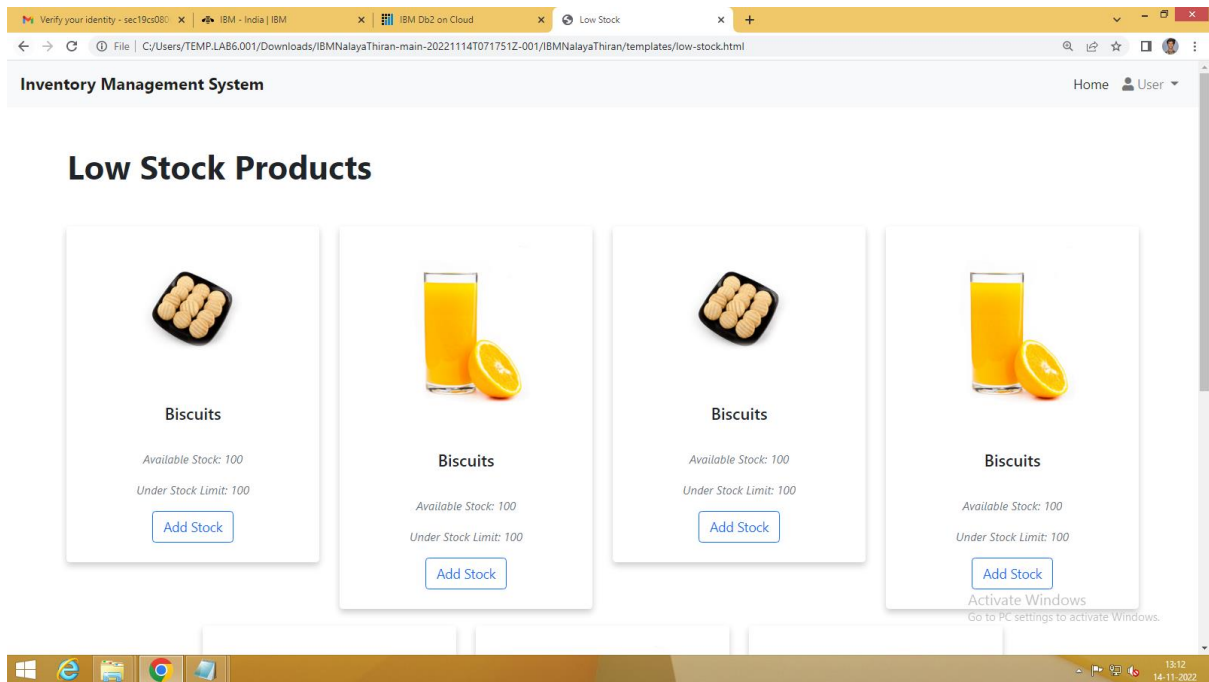 Verify your identity - sec19cs080
IBM - India | IBM
IBM Db2 on Cloud
Low Stock
File | C:/Users/TEMP.LAB6.001/Downloads/IBMNalayaThiran-main-20221114T071751Z-001/IBMNalayaThiran/templates/low-stock.html
Inventory Management System
Home
User
Low Stock Products
Biscuits
Available Stock: 100
Under Stock Limit: 100
Add Stock
Biscuits
Available Stock: 100
Under Stock Limit: 100
Add Stock
Biscuits
Available Stock: 100
Under Stock Limit: 100
Add Stock
Biscuits
Available Stock: 100
Under Stock Limit: 100
Add Stock
Activate Windows
Go to PC settings to activate Windows.
13:12
14-11-2022